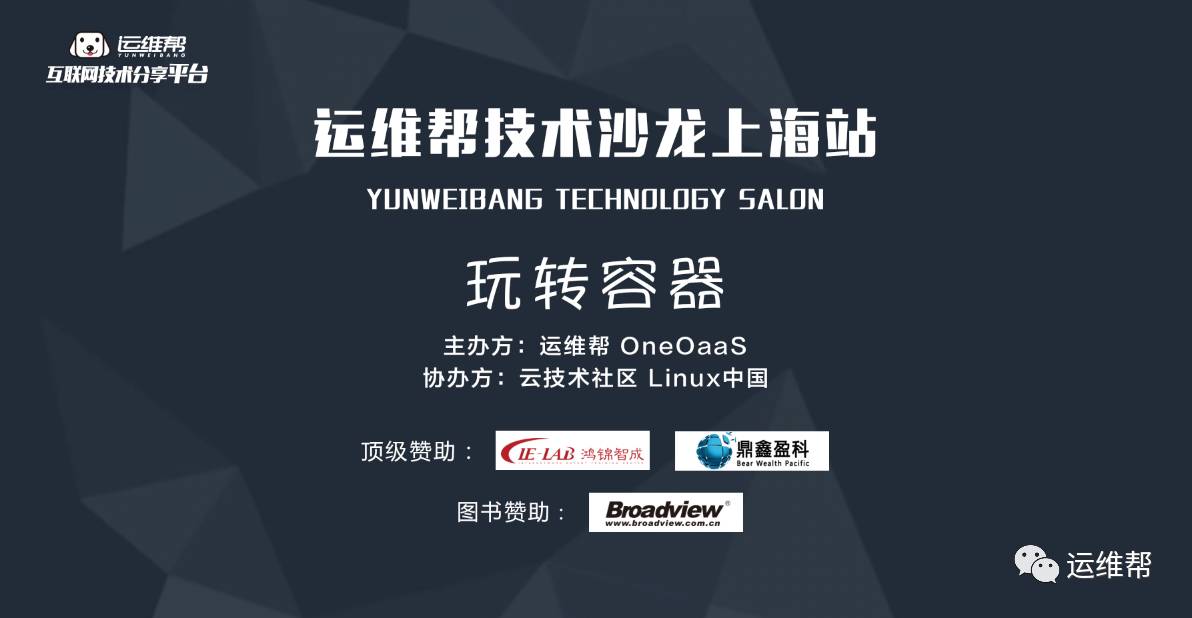 运维帮
YUNWEIBANG
互联网技术分享平台
运维帮技术沙龙上海站
YUNWEIBANG TECHNOLOGY SALON
玩转容器
主办方：运维帮 OneOaaS
协办方：云技术社区 Linux中国
顶级赞助： IE-LAB 鸿锦智成 鼎鑫盈科
Bear Wealth Pacific
图书赞助： Broadview®
www.broadview.com.cn
运维帮